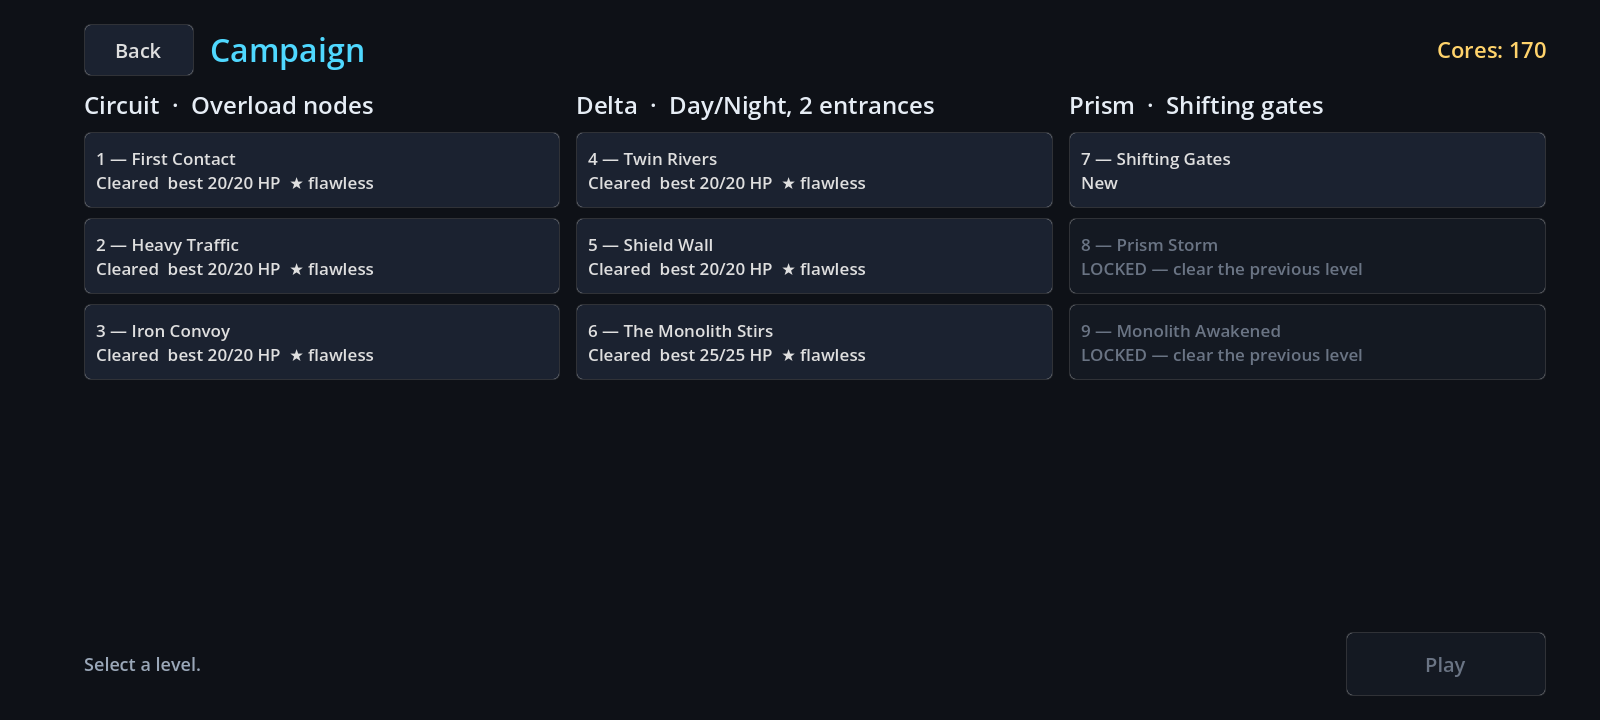 Back
Campaign
Cores: 170
Circuit · Overload nodes
1 — First Contact
Cleared best 20/20 HP ★ flawless
2 — Heavy Traffic
Cleared best 20/20 HP ★ flawless
3 — Iron Convoy
Cleared best 20/20 HP ★ flawless
Delta · Day/Night, 2 entrances
4 — Twin Rivers
Cleared best 20/20 HP ★ flawless
5 — Shield Wall
Cleared best 20/20 HP ★ flawless
6 — The Monolith Stirs
Cleared best 25/25 HP ★ flawless
Prism · Shifting gates
7 — Shifting Gates
New
8 — Prism Storm
LOCKED — clear the previous level
9 — Monolith Awakened
LOCKED — clear the previous level
Select a level.
Play